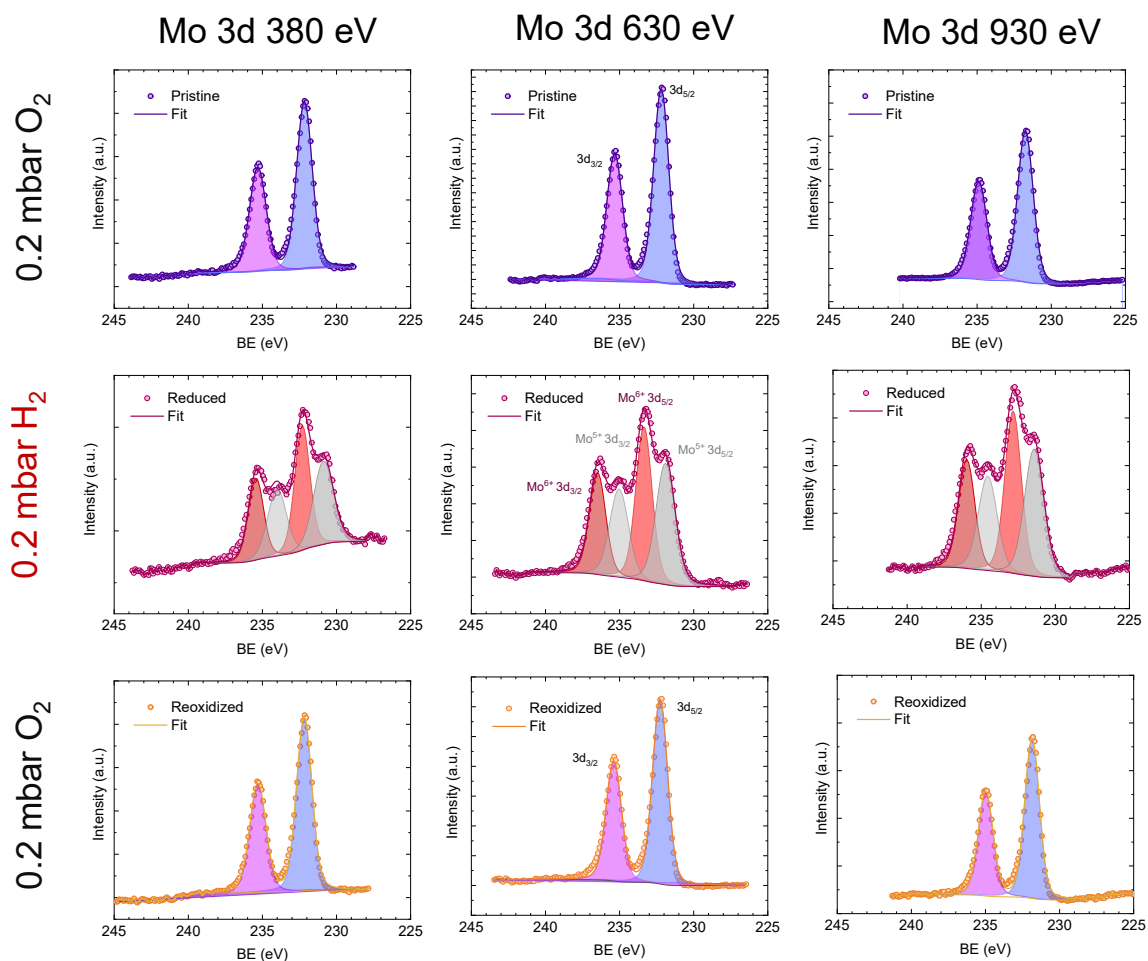 Mo 3d 380 eV
Mo 3d 630 eV
Mo 3d 930 eV
0.2 mbar O2
Intensity (a.u.)
Pristine
Fit
245 240 235 230 225
BE (eV)
Intensity (a.u.)
Pristine
Fit
3d5/2
3d3/2
245 240 235 230 225
BE (eV)
Intensity (a.u.)
Pristine
Fit
245 240 235 230 225
BE (eV)
0.2 mbar H2
Intensity (a.u.)
Reduced
Fit
245 240 235 230 225
BE (eV)
Intensity (a.u.)
Reduced
Fit
Mo6+ 3d5/2
Mo5+ 3d3/2
Mo5+ 3d5/2
Mo6+ 3d3/2
245 240 235 230 225
BE (eV)
Intensity (a.u.)
Reduced
Fit
245 240 235 230 225
BE (eV)
0.2 mbar O2
Intensity (a.u.)
Reoxidized
Fit
245 240 235 230 225
BE (eV)
Intensity (a.u.)
Reoxidized
Fit
3d5/2
3d3/2
245 240 235 230 225
BE (eV)
Intensity (a.u.)
Reoxidized
Fit
245 240 235 230 225
BE (eV)